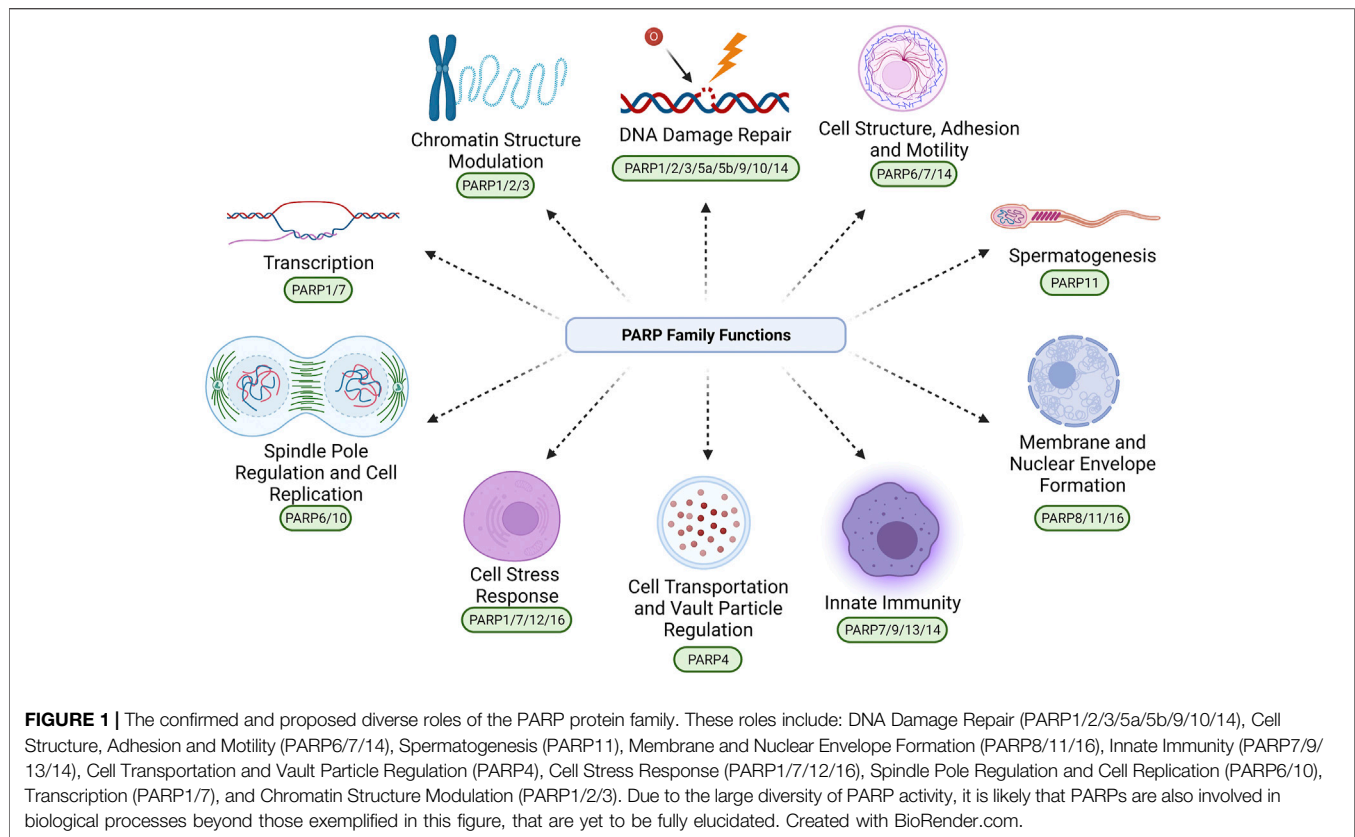 O
DNA Damage Repair
PARP1/2/3/5a/5b/9/10/14
Chromatin Structure
Modulation
PARP1/2/3
Cell Structure, Adhesion
and Motility
PARP6/7/14
Transcription
PARP1/7
Spermatogenesis
PARP11
PARP Family Functions
Spindle Pole
Regulation and Cell
Replication
PARP6/10
Membrane and
Nuclear Envelope
Formation
PARP8/11/16
Cell Stress
Response
PARP1/7/12/16
Cell Transportation
and Vault Particle
Regulation
PARP4
Innate Immunity
PARP7/9/13/14
FIGURE 1 | The confirmed and proposed diverse roles of the PARP protein family. These roles include: DNA Damage Repair (PARP1/2/3/5a/5b/9/10/14), Cell
Structure, Adhesion and Motility (PARP6/7/14), Spermatogenesis (PARP11), Membrane and Nuclear Envelope Formation (PARP8/11/16), Innate Immunity (PARP7/9/
13/14), Cell Transportation and Vault Particle Regulation (PARP4), Cell Stress Response (PARP1/7/12/16), Spindle Pole Regulation and Cell Replication (PARP6/10),
Transcription (PARP1/7), and Chromatin Structure Modulation (PARP1/2/3). Due to the large diversity of PARP activity, it is likely that PARPs are also involved in
biological processes beyond those exemplified in this figure, that are yet to be fully elucidated. Created with BioRender.com.